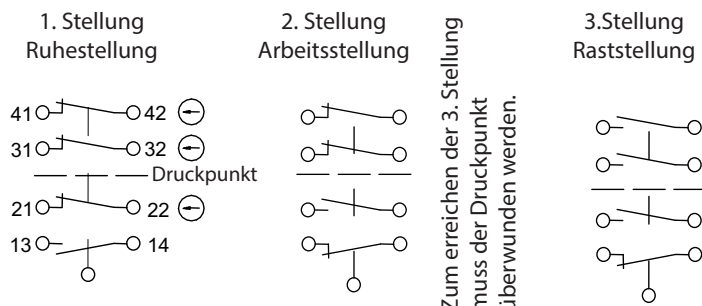 1. Stellung
Ruhestellung
2. Stellung
Arbeitsstellung
Zum erreichen der 3. Stellung
muss der Druckpunkt
überwunden werden.
3.Stellung
Raststellung
41 42
31 32
Druckpunkt
21 22
13 14